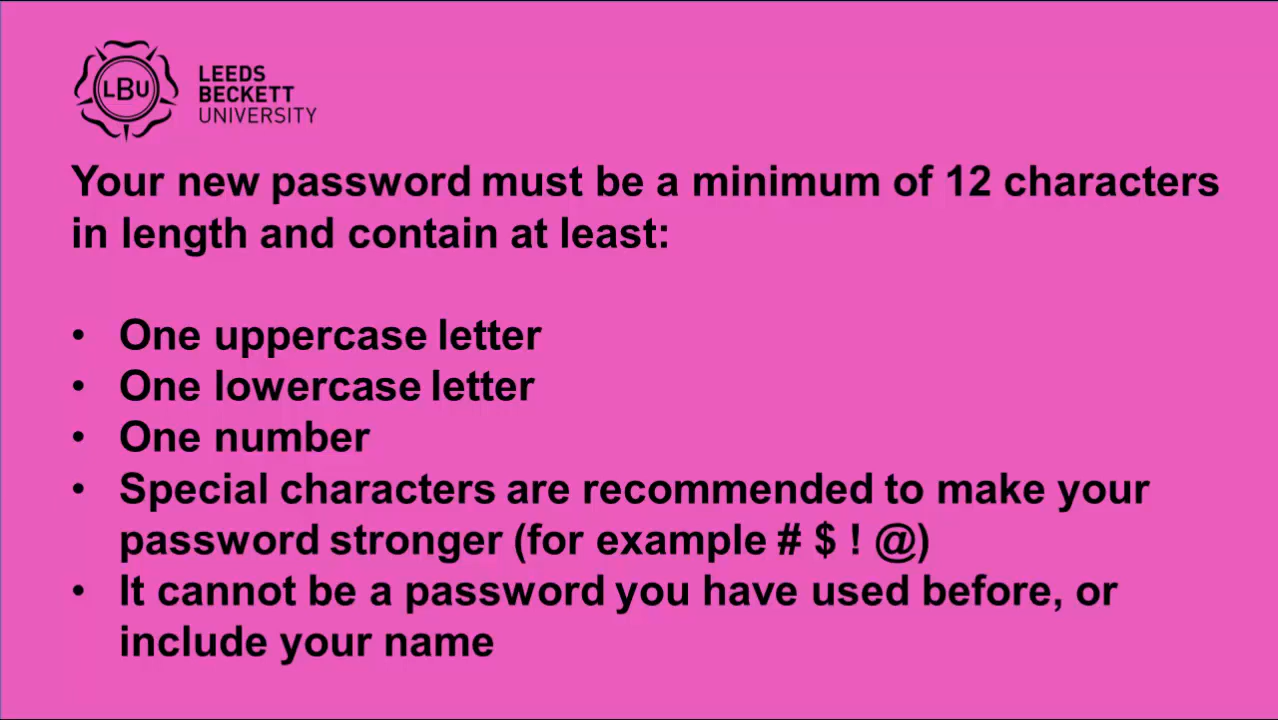 LBU
LEEDS
BECKETT
UNIVERSITY
Your new password must be a minimum of 12 characters
in length and contain at least:
• One uppercase letter
• One lowercase letter
• One number
• Special characters are recommended to make your
password stronger (for example # $ ! @)
• It cannot be a password you have used before, or
include your name